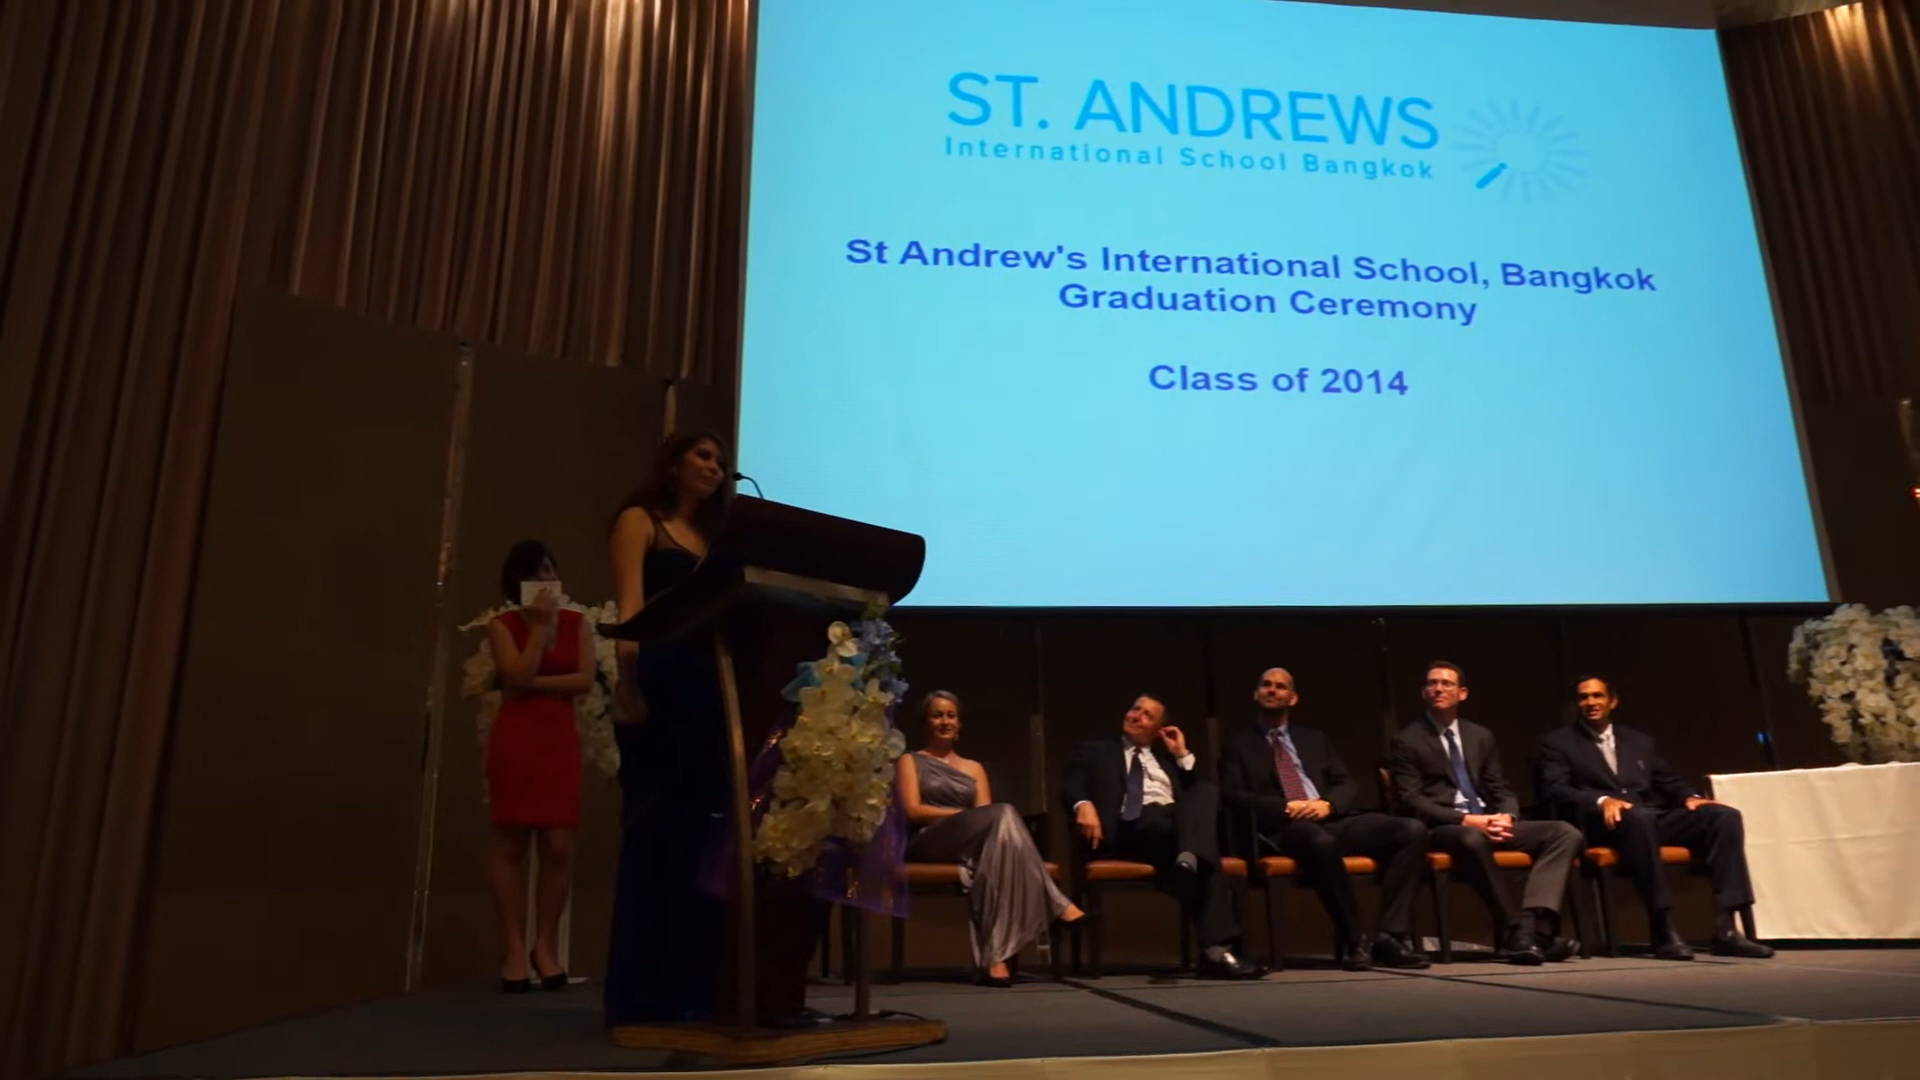 ST. ANDREWS
International School Bangkok
St Andrew's International School, Bangkok
Graduation Ceremony
Class of 2014